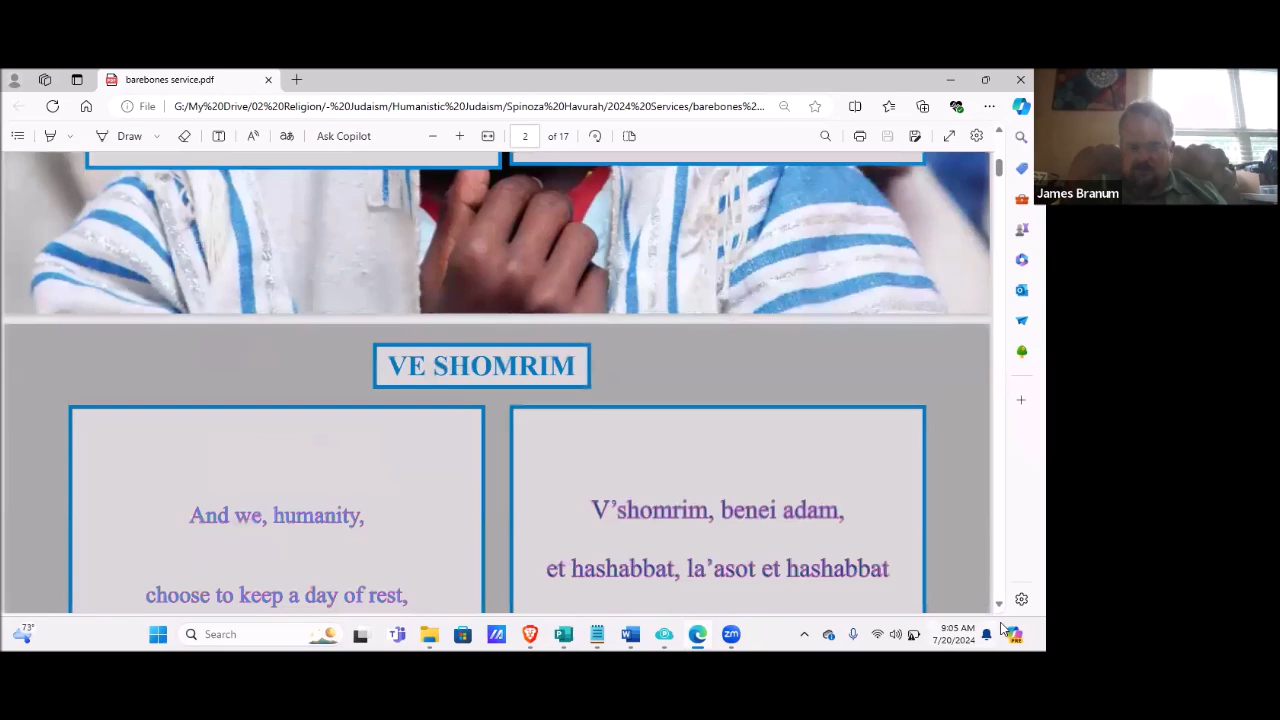 barebones service.pdf
File
G:/My%20Drive/02%20Religion/-%20Judaism/Humanistic%20Judaism/Spinoza%20Havurah/2024%20Services/barebones%2...
Draw
Ask Copilot
2
of 17
James Branum
VE SHOMRIM
And we, humanity,
choose to keep a day of rest,
V’shomrim, benei adam,
et hashabbat, la’asot et hashabbat
73°
Search
zm
9:05 AM
7/20/2024
PRE